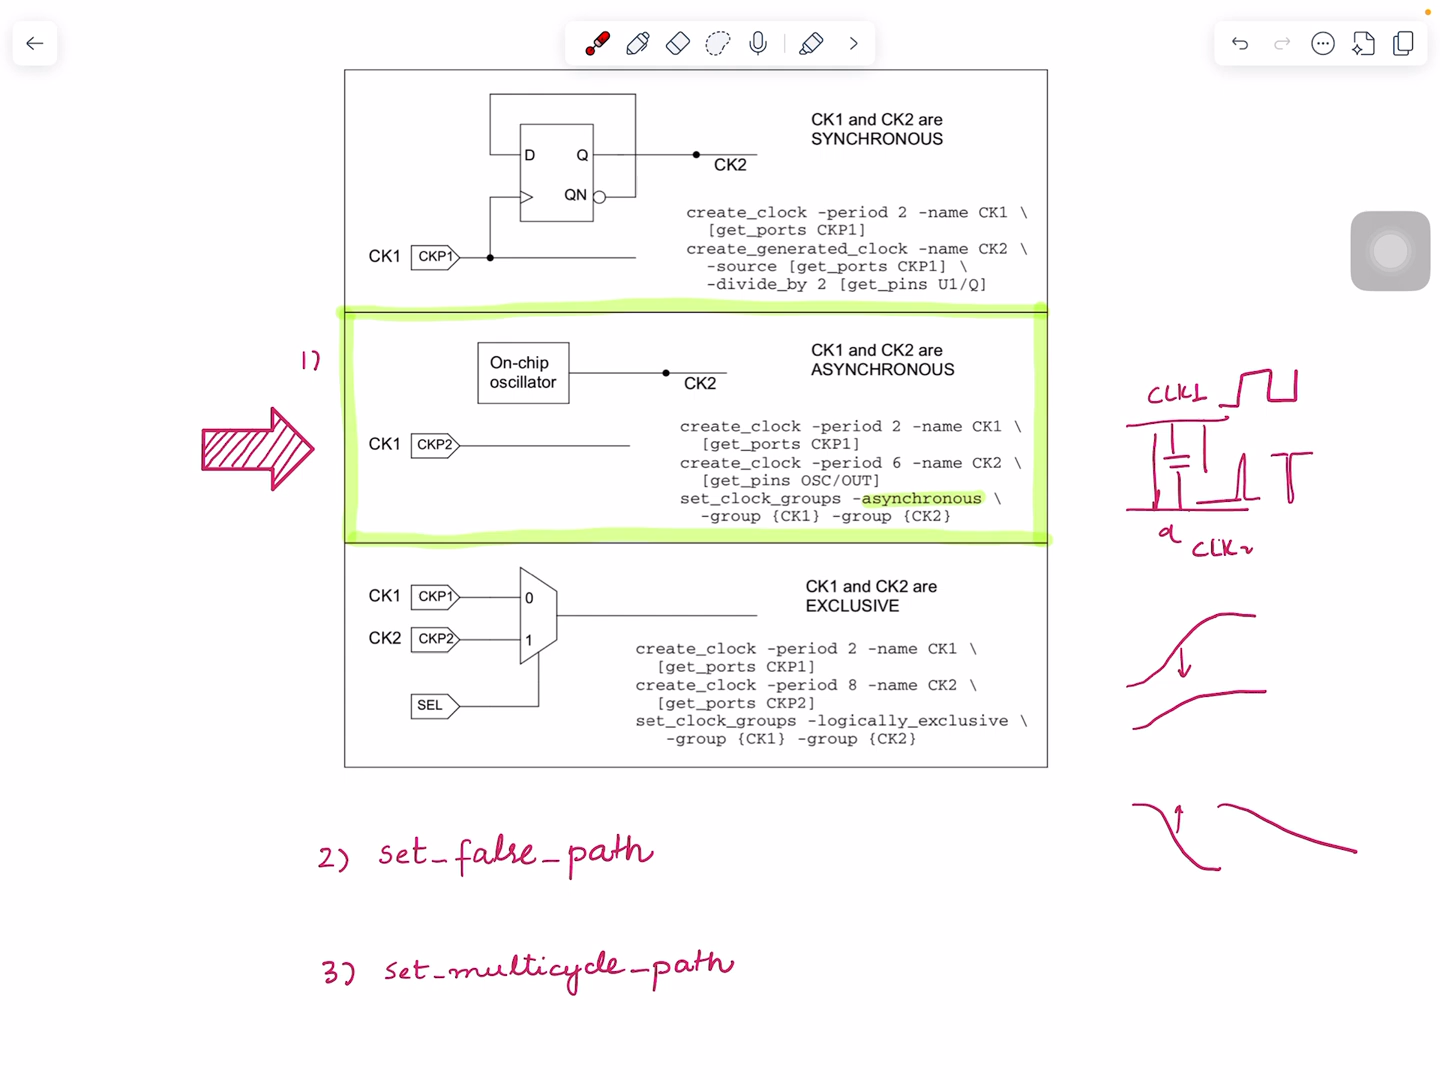 D Q
CK1 and CK2 are
SYNCHRONOUS
CK2
QN
create_clock -period 2 -name CK1 \
[get_ports CKP1]
create_generated_clock -name CK2 \
-source [get_ports CKP1] \
-divide_by 2 [get_pins U1/Q]
CK1 CKP1
1)
On-chip
oscillator
CK2
CK1 and CK2 are
ASYNCHRONOUS
CK1 CKP2
create_clock -period 2 -name CK1 \
[get_ports CKP1]
create_clock -period 6 -name CK2 \
[get_pins OSC/OUT]
set_clock_groups -asynchronous \
-group {CK1} -group {CK2}
CLK1
CLK2
CK1 CKP1 0
CK2 CKP2 1
SEL
CK1 and CK2 are
EXCLUSIVE
create_clock -period 2 -name CK1 \
[get_ports CKP1]
create_clock -period 8 -name CK2 \
[get_ports CKP2]
set_clock_groups -logically_exclusive \
-group {CK1} -group {CK2}
2) set_false_path
3) set_multicycle_path